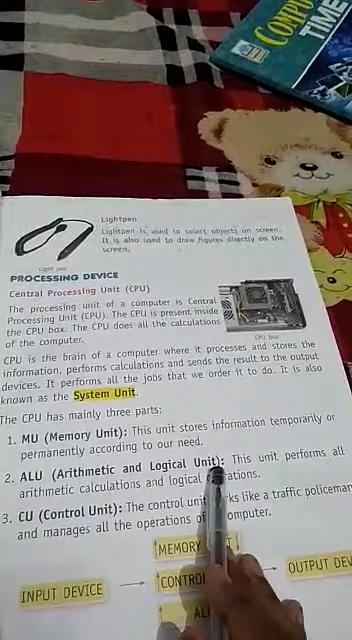 COMPU
TIME
Lightpen
Lightpen is used to select objects on screen.
It is also used to draw figures directly on the
screen.
Light pen
PROCESSING DEVICE
Central Processing Unit (CPU)
The processing unit of a computer is Central
Processing Unit (CPU). The CPU is present inside
the CPU box. The CPU does all the calculations
of the computer.
CPU box
CPU is the brain of a computer where it processes and stores the
information, performs calculations and sends the result to the output
devices. It performs all the jobs that we order it to do. It is also
known as the System Unit.
The CPU has mainly three parts:
1. MU (Memory Unit): This unit stores information temporarily or
permanently according to our need.
2. ALU (Arithmetic and Logical Unit): This unit performs all
arithmetic calculations and logical rations.
3. CU (Control Unit): The control unit rks like a traffic policeman
and manages all the operations of computer.
MEMORY
INPUT DEVICE
CONTROL
OUTPUT DEV
AL